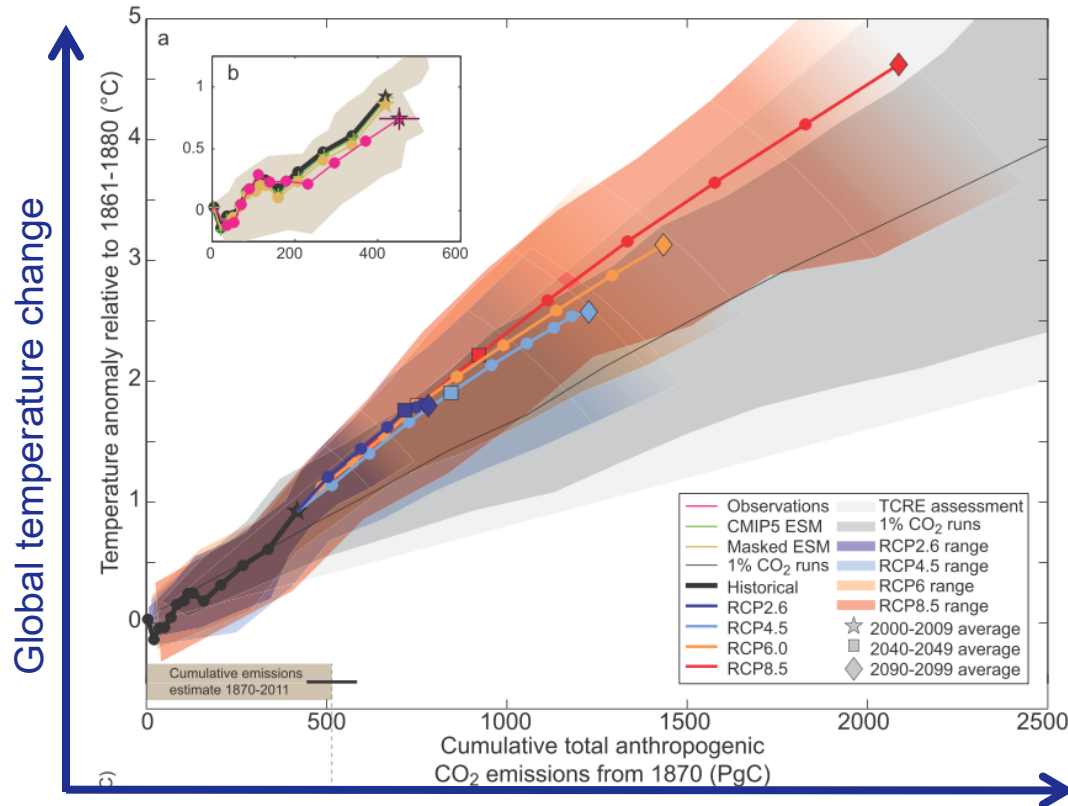 Global temperature change
Temperature anomaly relative to 1861-1880 (°C)
5
4
3
2
1
0
a
b
1
0.5
0
0
200
400
600
Observations
CMIP5 ESM
Masked ESM
1% CO₂ runs
Historical
RCP2.6
RCP4.5
RCP6.0
RCP8.5
TCRE assessment
1% CO₂ runs
RCP2.6 range
RCP4.5 range
RCP6 range
RCP8.5 range
2000-2009 average
2040-2049 average
2090-2099 average
Cumulative emissions
estimate 1870-2011
0
500
1000
1500
2000
2500
Cumulative total anthropogenic
CO₂ emissions from 1870 (PgC)